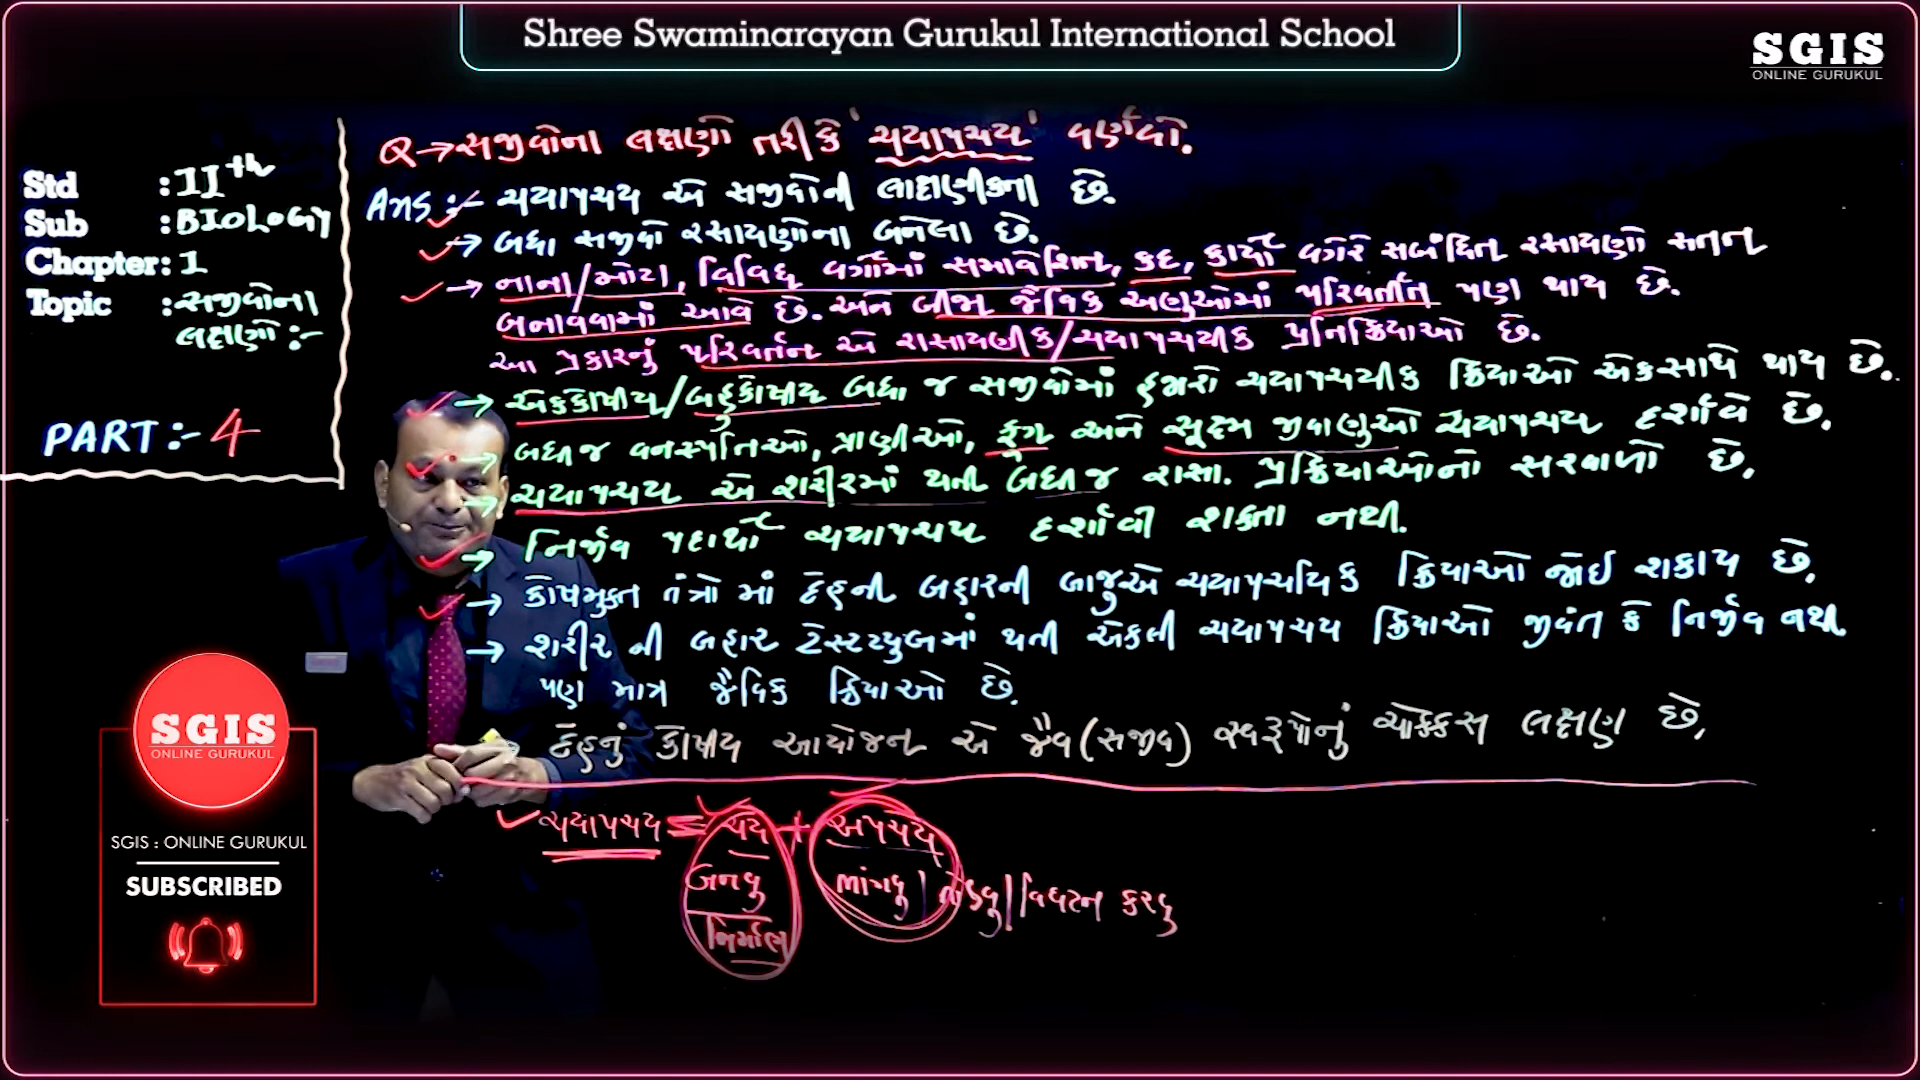 Shree Swaminarayan Gurukul International School
SGIS
ONLINE GURUKUL
Std : 11th
Sub : BIOLOGY
Chapter: 1
Topic : સજીવોના
લક્ષણો :-
PART :- 4
Q → સજીવોના લક્ષણો તરીકે 'ચયાપચય' વર્ણવો.
Ans :- ચયાપચય એ સજીવોની લાક્ષણીકતા છે.
→ બધા સજીવો રસાયણોના બનેલા છે.
→ નાના/મોટા, વિવિધ વર્ગોમાં સમાવેશિત, કદ, કાર્યો વગેરે સબંધિત રસાયણો સતત
બનાવવામાં આવે છે. અને બીજા જૈવિક અણુઓમાં પરિવર્તીત પણ થાય છે.
આ પ્રકારનું પરિવર્તન એ રાસાયણીક/ચયાપચયીક પ્રતિક્રિયાઓ છે.
→ એકકોષીય/બહુકોષીય બધા જ સજીવોમાં હજારો ચયાપચયીક ક્રિયાઓ એકસાથે થાય છે.
→ બધા જ વનસ્પતિઓ, પ્રાણીઓ, ફૂગ અને સૂક્ષ્મ જીવાણુઓ ચયાપચય દર્શાવે છે.
→ ચયાપચય એ શરીરમાં થતી બધી જ રાસા. પ્રક્રિયાઓનો સરવાળો છે.
→ નિર્જીવ પદાર્થો ચયાપચય દર્શાવી શકતા નથી.
→ કોષમુક્ત તંત્રો માં દેહની બહારની બાજુએ ચયાપચયિક ક્રિયાઓ જોઈ શકાય છે.
→ શરીર ની બહાર ટેસ્ટટ્યુબમાં થતી એકલી ચયાપચય ક્રિયાઓ જીવંત કે નિર્જીવ નથી.
પણ માત્ર જૈવિક ક્રિયાઓ છે.
દેહનું કોષીય આયોજન એ જૈવ(સજીવ) સ્વરૂપોનું ચોક્કસ લક્ષણ છે.
ચયાપચય = ચય + અપચય
બનવુ ભાંગવુ | તોડવુ | વિઘટન કરવુ
નિર્માણ
SGIS
ONLINE GURUKUL
SGIS : ONLINE GURUKUL
SUBSCRIBED